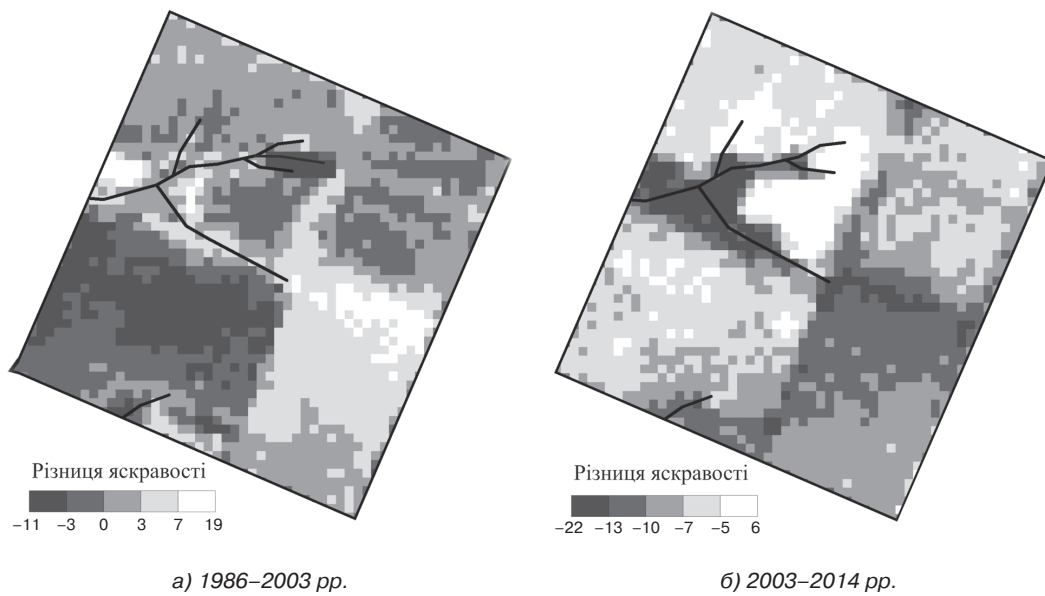 Різниця яскравості
−11 −3 0 3 7 19
а) 1986–2003 рр.
Різниця яскравості
−22 −13 −10 −7 −5 6
б) 2003–2014 рр.